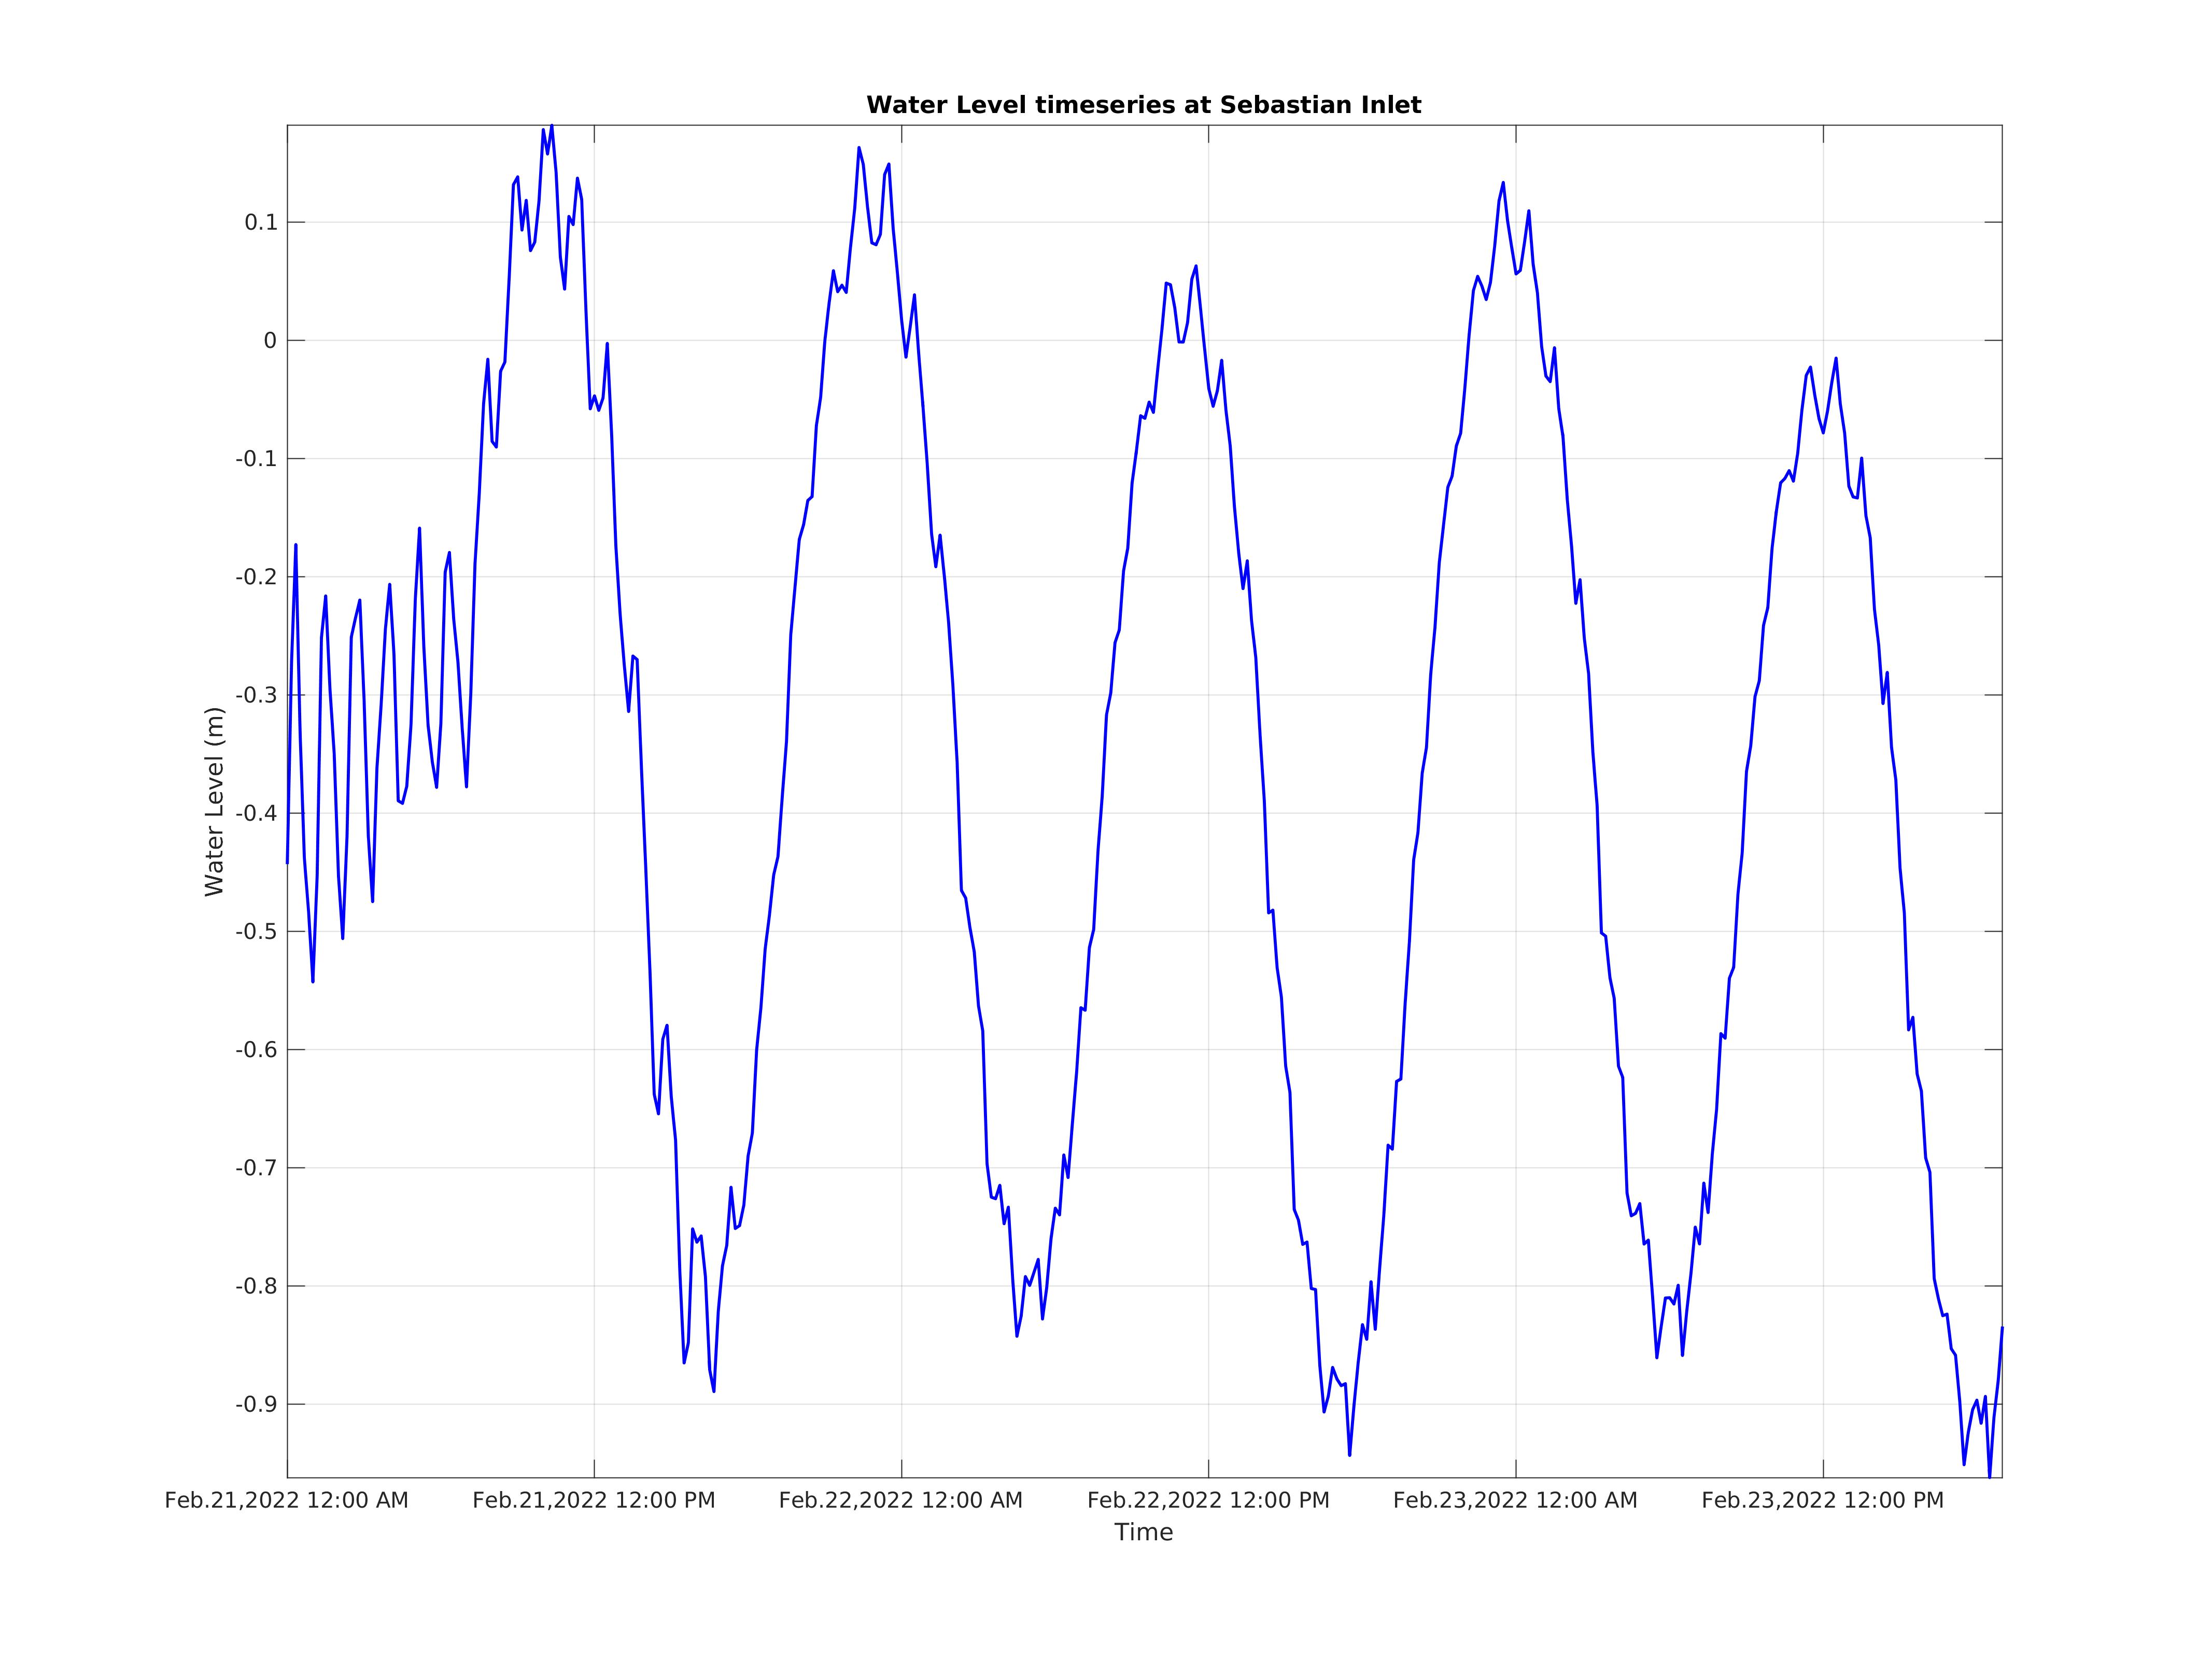 Water Level timeseries at Sebastian Inlet
0.1
0
-0.1
-0.2
-0.3
-0.4
-0.5
-0.6
-0.7
-0.8
-0.9
Water Level (m)
Feb.21,2022 12:00 AM
Feb.21,2022 12:00 PM
Feb.22,2022 12:00 AM
Feb.22,2022 12:00 PM
Feb.23,2022 12:00 AM
Feb.23,2022 12:00 PM
Time